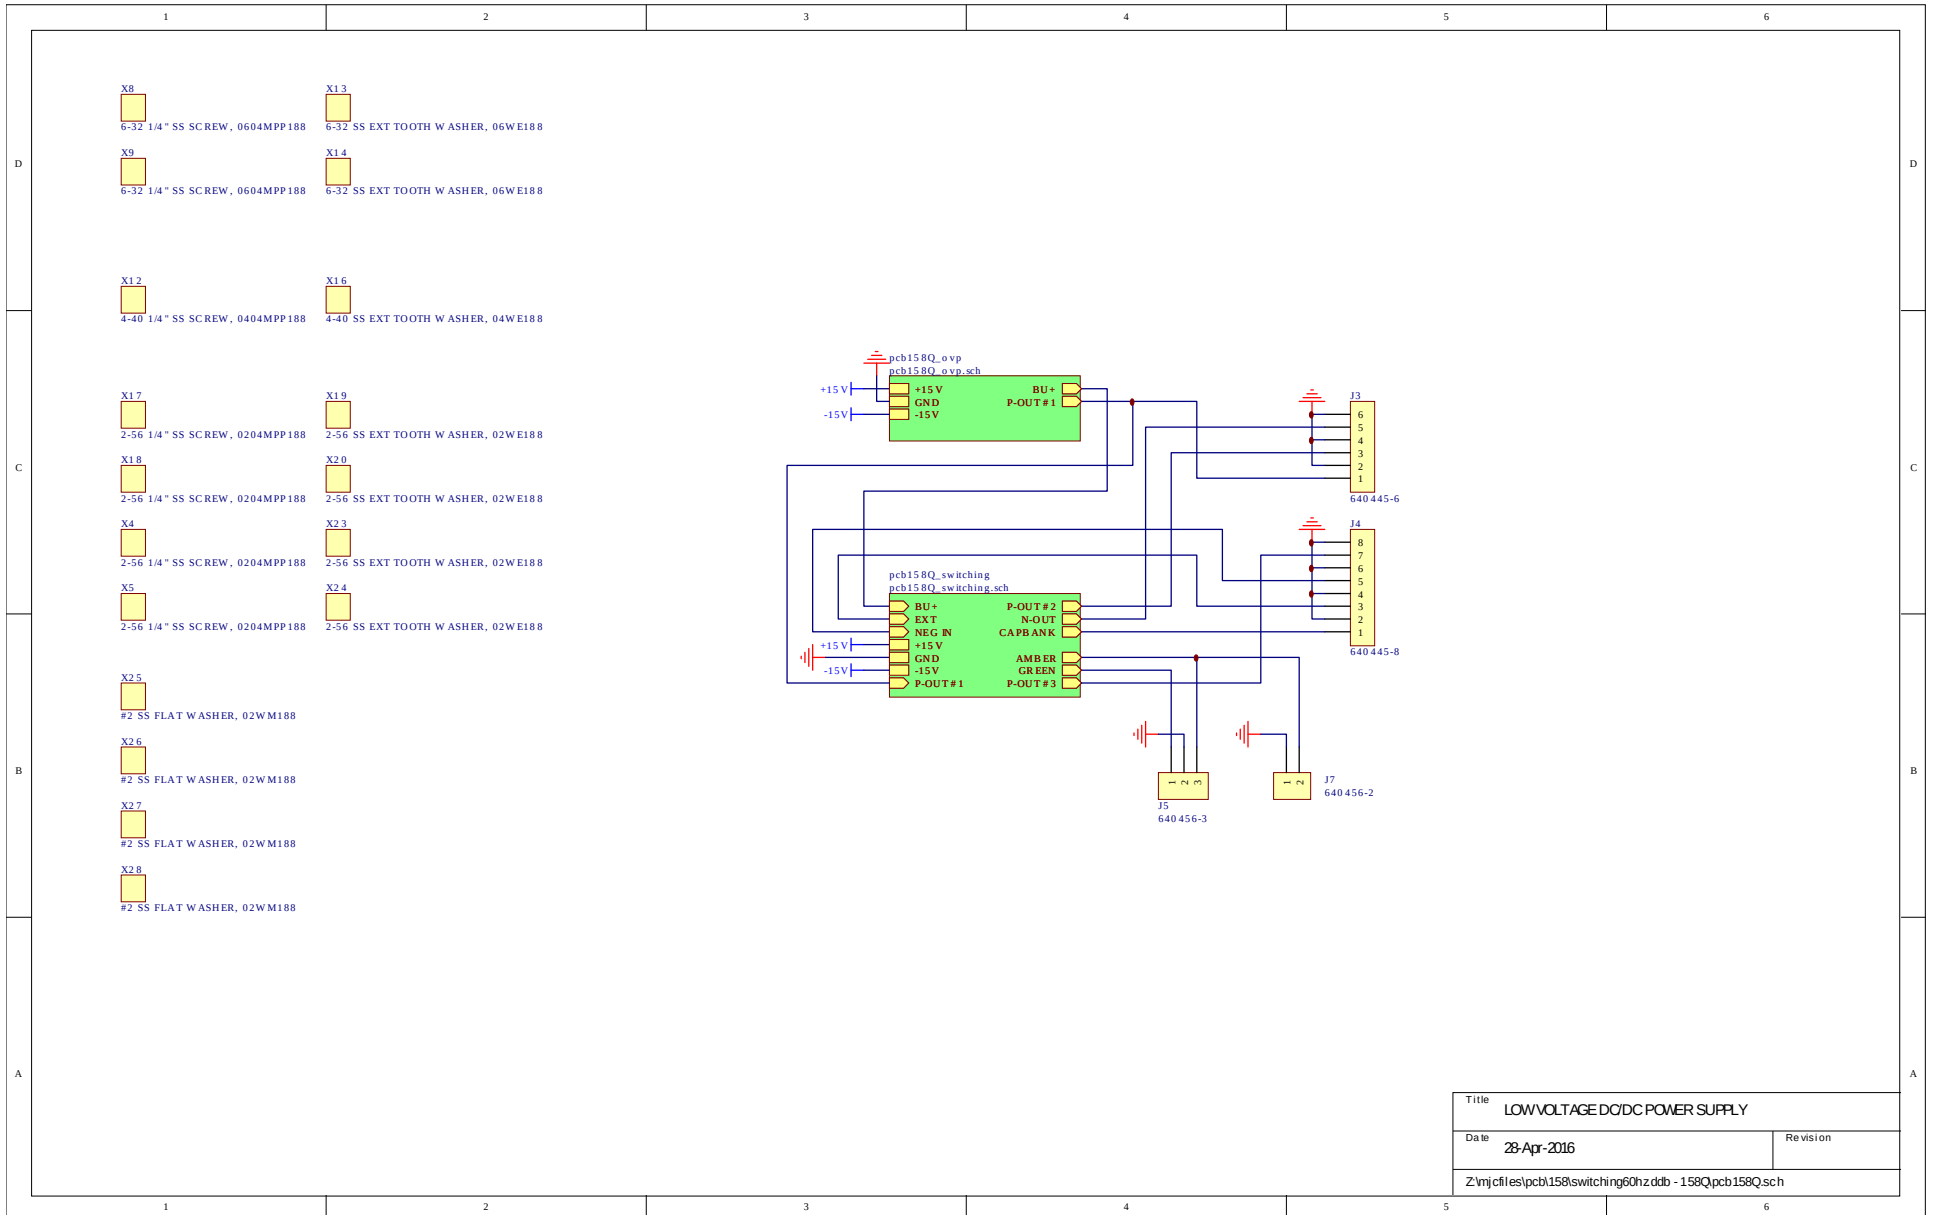 1 2 3 4 5 6
D D
C C
B B
A A
X8
6-32 1/4" SS SCREW, 0604MPP188
X13
6-32 SS EXT TOOTH WASHER, 06WE188
X9
6-32 1/4" SS SCREW, 0604MPP188
X14
6-32 SS EXT TOOTH WASHER, 06WE188
X12
4-40 1/4" SS SCREW, 0404MPP188
X16
4-40 SS EXT TOOTH WASHER, 04WE188
X17
2-56 1/4" SS SCREW, 0204MPP188
X19
2-56 SS EXT TOOTH WASHER, 02WE188
X18
2-56 1/4" SS SCREW, 0204MPP188
X20
2-56 SS EXT TOOTH WASHER, 02WE188
X4
2-56 1/4" SS SCREW, 0204MPP188
X23
2-56 SS EXT TOOTH WASHER, 02WE188
X5
2-56 1/4" SS SCREW, 0204MPP188
X24
2-56 SS EXT TOOTH WASHER, 02WE188
X25
#2 SS FLAT WASHER, 02WM188
X26
#2 SS FLAT WASHER, 02WM188
X27
#2 SS FLAT WASHER, 02WM188
X28
#2 SS FLAT WASHER, 02WM188
pcb158Q_ovp
pcb158Q_ovp.sch
+15V +15V BU+
GND P-OUT#1
-15V -15V
J3
6
5
4
3
2
1
640445-6
J4
8
7
6
5
4
3
2
1
640445-8
pcb158Q_switching
pcb158Q_switching.sch
BU+ P-OUT#2
EXT N-OUT
NEG IN CAPBANK
+15V +15V
GND AMBER
-15V -15V GREEN
P-OUT#1 P-OUT#3
1 2 3
J5
640456-3
1 2
J7
640456-2
Title LOW VOLTAGE DC/DC POWER SUPPLY
Date 28-Apr-2016 Revision
Z:\mjcfiles\pcb\158\switching60hz.ddb - 158Q\pcb158Q.sch
1 2 3 4 5 6